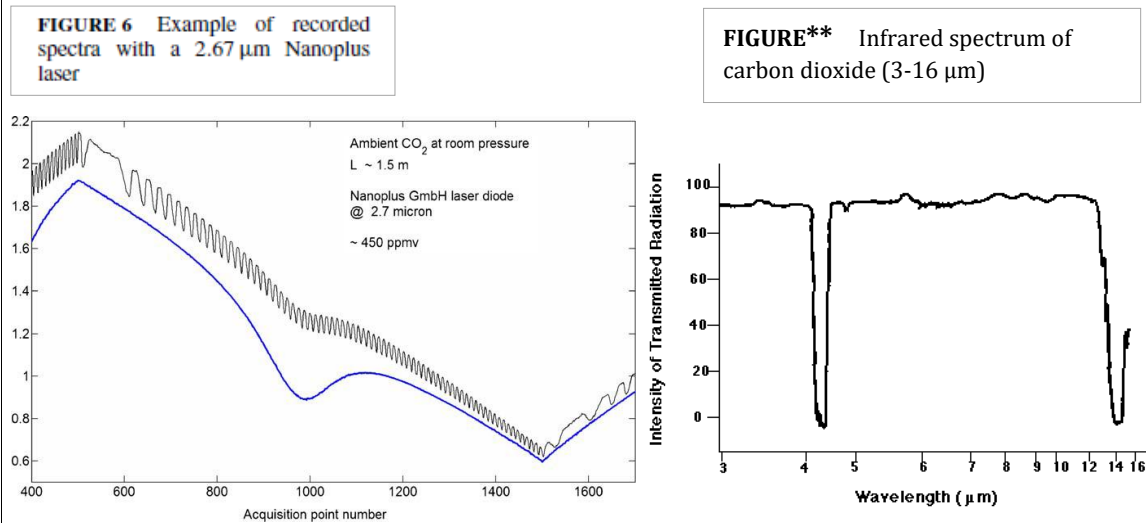 FIGURE 6 Example of recorded
spectra with a 2.67 µm Nanoplus
laser
FIGURE** Infrared spectrum of
carbon dioxide (3-16 µm)
2.2
2
1.8
1.6
1.4
1.2
1
0.8
0.6
Ambient CO2 at room pressure
L ~ 1.5 m
Nanoplus GmbH laser diode
@ 2.7 micron
~ 450 ppmv
400 600 800 1000 1200 1400 1600
Acquisition point number
Intensity of Transmitted Radiation
100
80
60
40
20
0
3 4 5 6 7 8 9 10 12 14 16
Wavelength (µm)